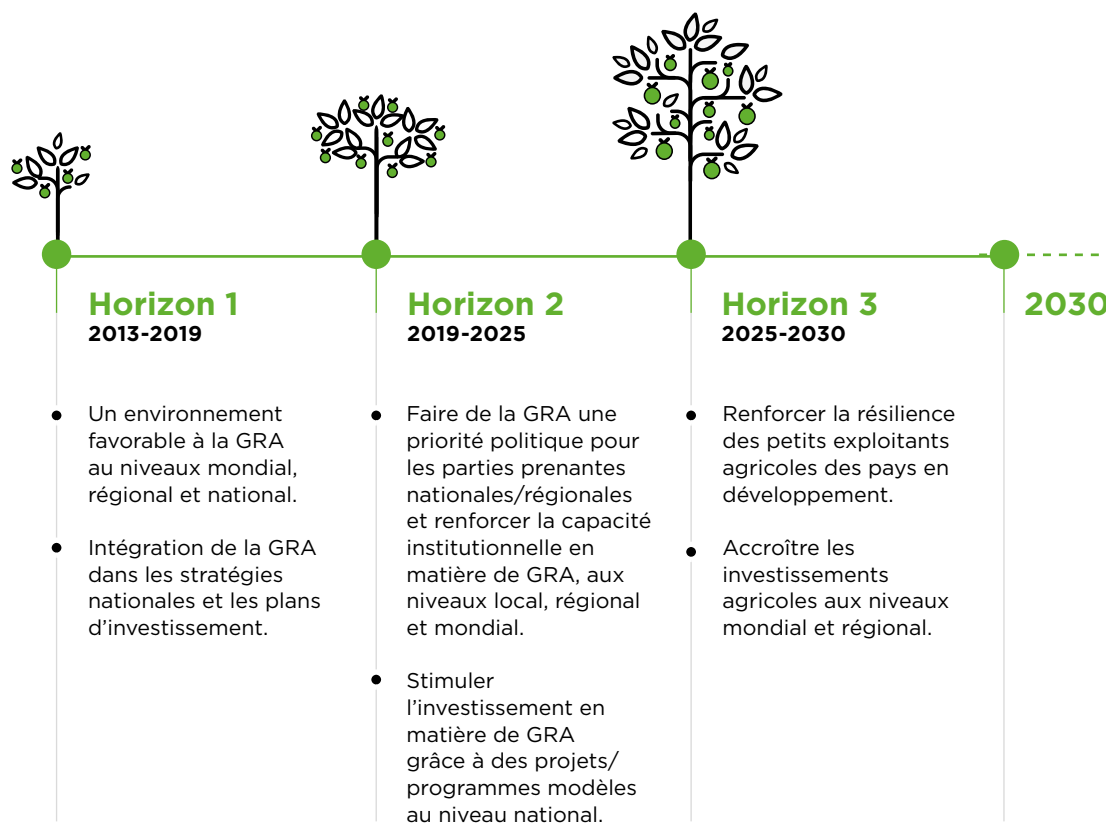 Horizon 1
2013-2019
Un environnement
favorable à la GRA
au niveaux mondial,
régional et national.
Intégration de la GRA
dans les stratégies
nationales et les plans
d’investissement.
Horizon 2
2019-2025
Faire de la GRA une
priorité politique pour
les parties prenantes
nationales/régionales
et renforcer la capacité
institutionnelle en
matière de GRA, aux
niveaux local, régional
et mondial.
Stimuler
l’investissement en
matière de GRA
grâce à des projets/
programmes modèles
au niveau national.
Horizon 3
2025-2030
Renforcer la résilience
des petits exploitants
agricoles des pays en
développement.
Accroître les
investissements
agricoles aux niveaux
mondial et régional.
2030